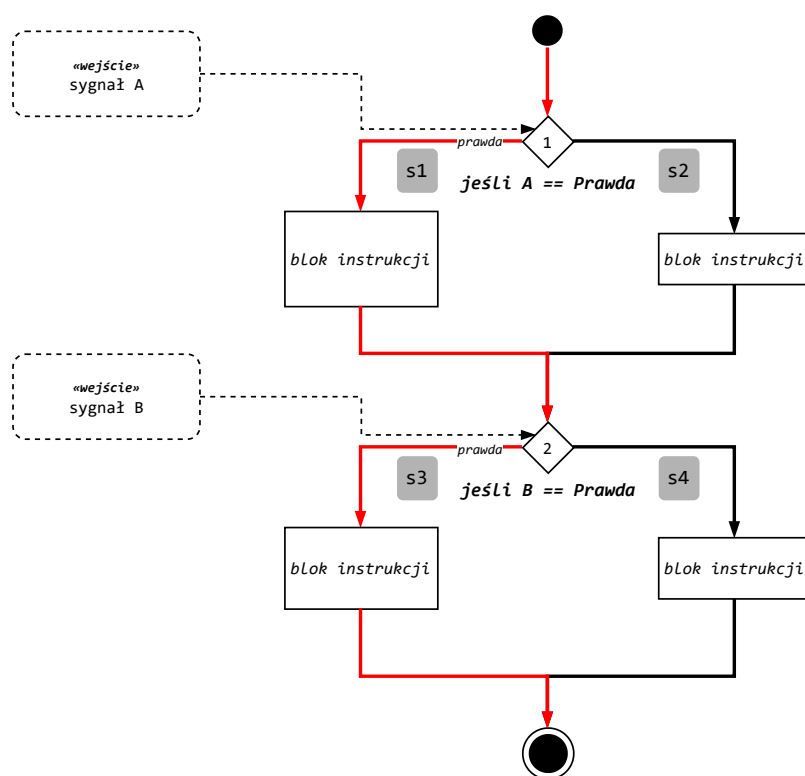 «wejście»
sygnał A
prawda
1
s1
s2
jeśli A == Prawda
blok instrukcji
blok instrukcji
«wejście»
sygnał B
prawda
2
s3
s4
jeśli B == Prawda
blok instrukcji
blok instrukcji